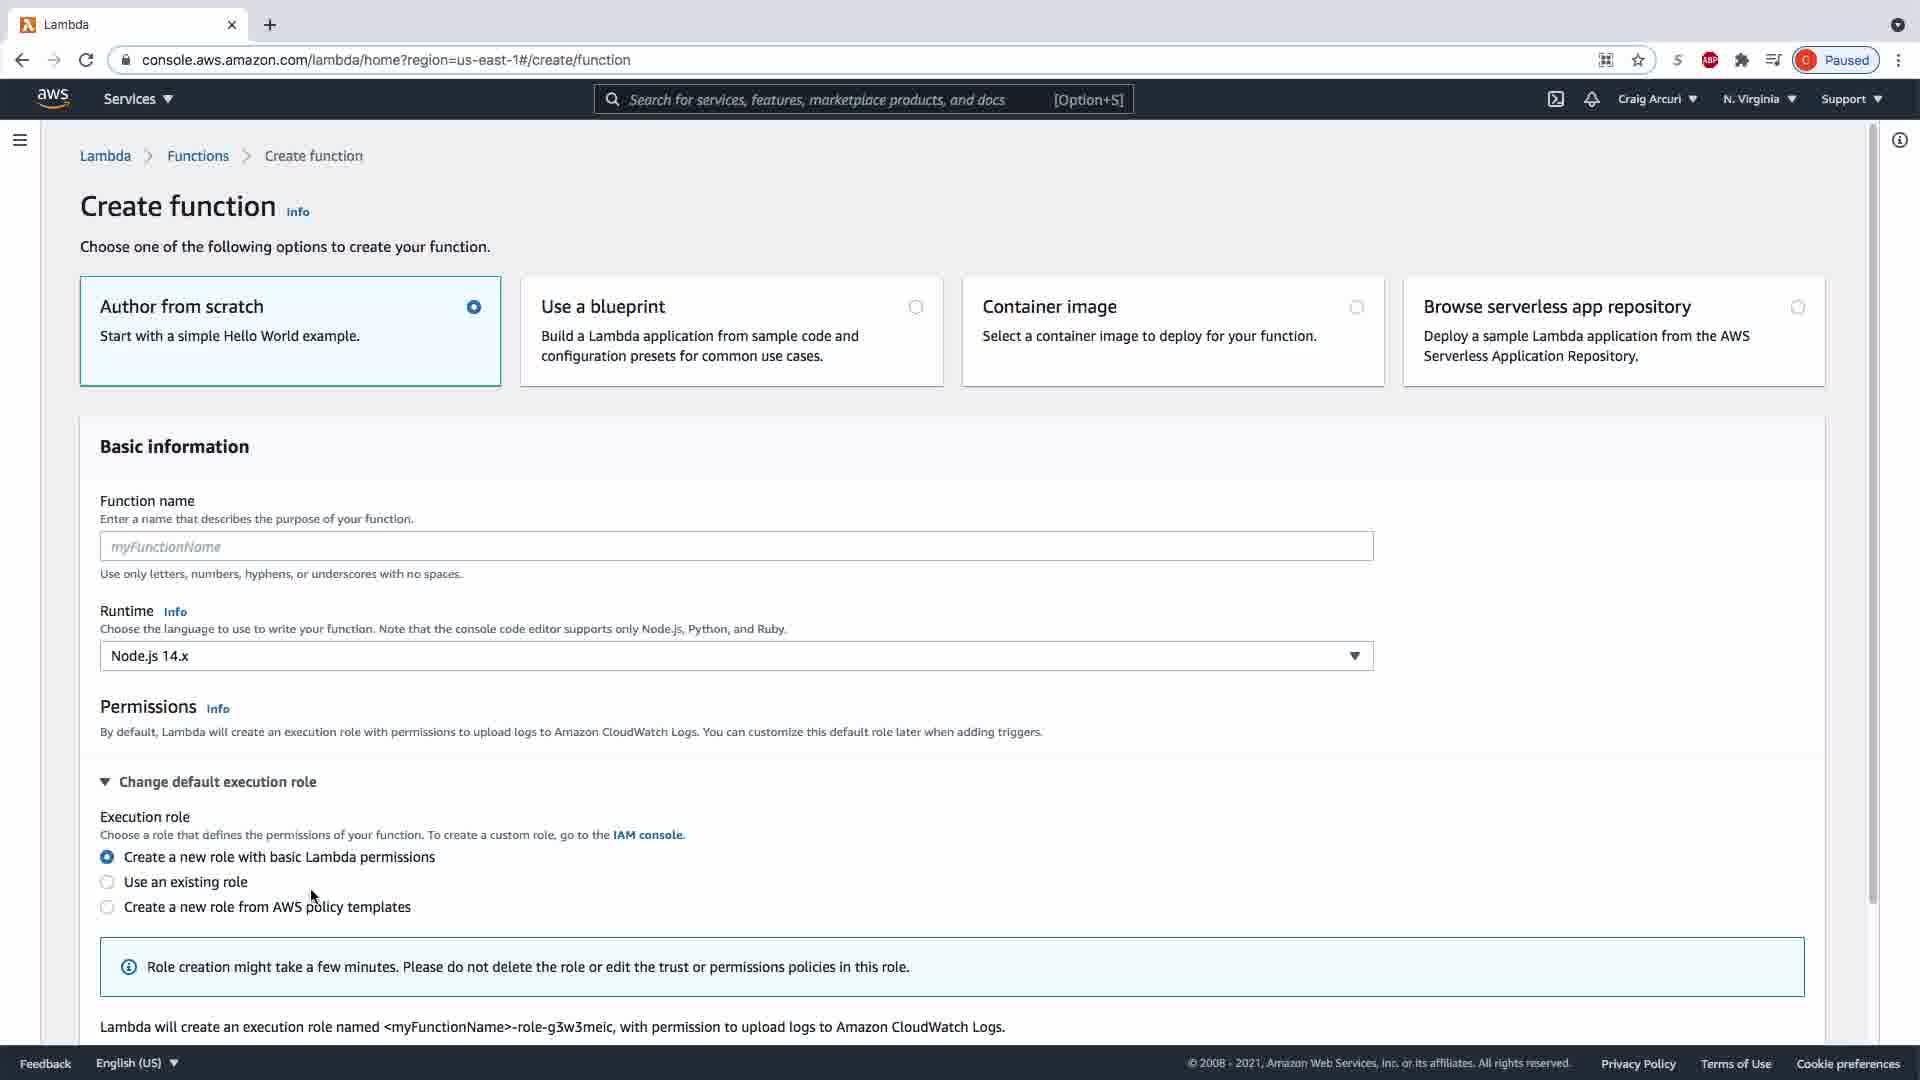 Lambda
console.aws.amazon.com/lambda/home?region=us-east-1#/create/function
S
ABP
C
Paused
aws
Services
Search for services, features, marketplace products, and docs
[Option+S]
Craig Arcuri
N. Virginia
Support
Lambda
Functions
Create function
Create function
Info
Choose one of the following options to create your function.
Author from scratch
Start with a simple Hello World example.
Use a blueprint
Build a Lambda application from sample code and
configuration presets for common use cases.
Container image
Select a container image to deploy for your function.
Browse serverless app repository
Deploy a sample Lambda application from the AWS
Serverless Application Repository.
Basic information
Function name
Enter a name that describes the purpose of your function.
myFunctionName
Use only letters, numbers, hyphens, or underscores with no spaces.
Runtime Info
Choose the language to use to write your function. Note that the console code editor supports only Node.js, Python, and Ruby.
Node.js 14.x
Permissions Info
By default, Lambda will create an execution role with permissions to upload logs to Amazon CloudWatch Logs. You can customize this default role later when adding triggers.
Change default execution role
Execution role
Choose a role that defines the permissions of your function. To create a custom role, go to the IAM console.
Create a new role with basic Lambda permissions
Use an existing role
Create a new role from AWS policy templates
Role creation might take a few minutes. Please do not delete the role or edit the trust or permissions policies in this role.
Lambda will create an execution role named <myFunctionName>-role-g3w3meic, with permission to upload logs to Amazon CloudWatch Logs.
Feedback
English (US)
© 2008 - 2021, Amazon Web Services, Inc. or its affiliates. All rights reserved.
Privacy Policy
Terms of Use
Cookie preferences